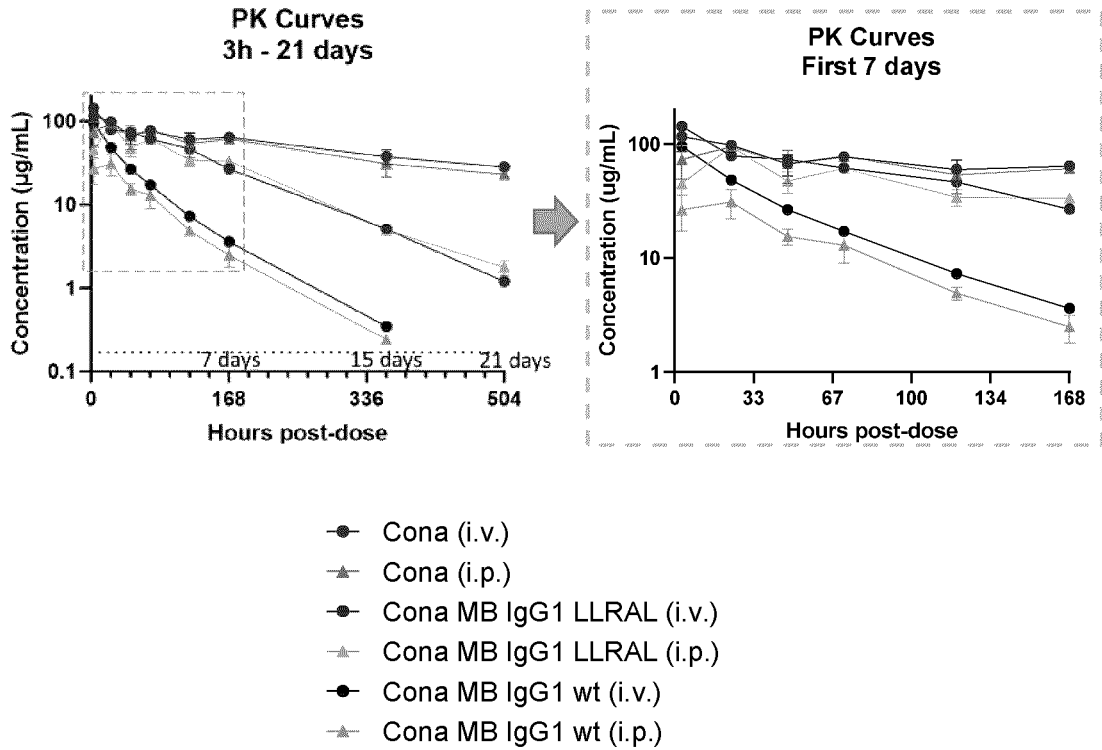 PK Curves
3h - 21 days
Concentration (µg/mL)
100
10
1
0.1
7 days
15 days
21 days
0
168
336
504
Hours post-dose
PK Curves
First 7 days
Concentration (ug/mL)
100
10
1
0
33
67
100
134
168
Hours post-dose
Cona (i.v.)
Cona (i.p.)
Cona MB IgG1 LLRAL (i.v.)
Cona MB IgG1 LLRAL (i.p.)
Cona MB IgG1 wt (i.v.)
Cona MB IgG1 wt (i.p.)